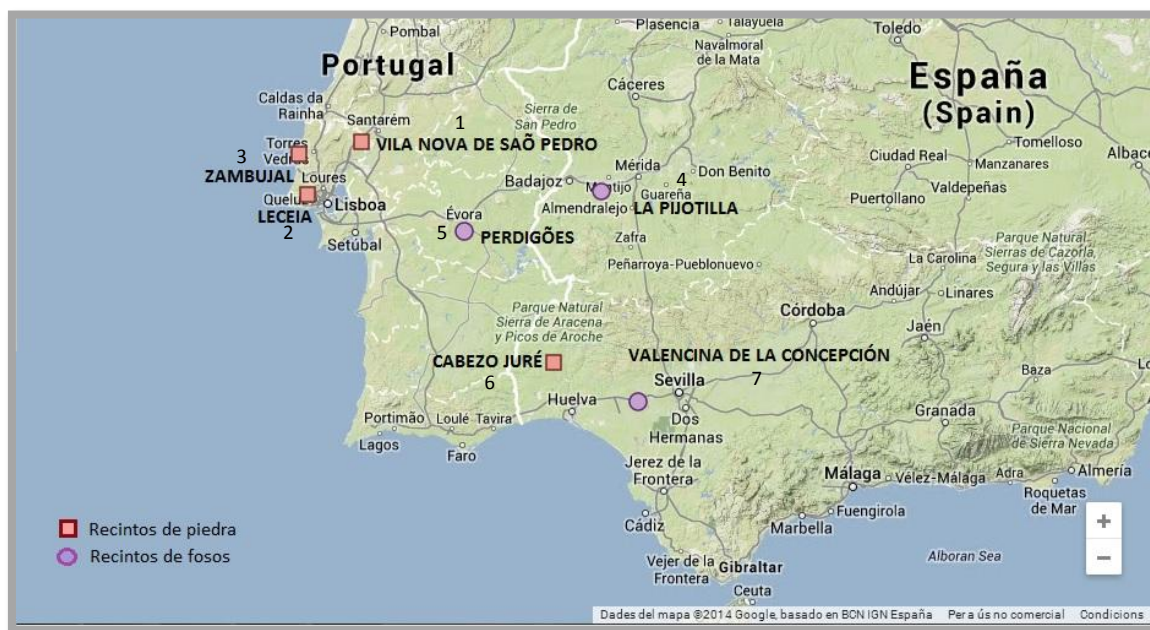 Pombal
Plasencia
Talayuela
Toledo
Navalmoral
de la Mata
Portugal
España
(Spain)
Cáceres
Caldas da
Rainha
Sierra de
San Pedro
Santarém
1
Tomelloso
Torres
Vedras
VILA NOVA DE SAÕ PEDRO
3
ZAMBUJAL
Ciudad Real
Manzanares
Albace
Mérida
Don Benito
4
Badajoz
Montijo
Guareña
Valdepeñas
Loures
Queluz
Lisboa
LECEIA
2
Almendralejo
LA PIJOTILLA
Puertollano
Évora
5
PERDIGÕES
Setúbal
Zafra
Peñarroya-Pueblonuevo
Parque Natural
Sierras de Cazorla,
Segura y las Villas
La Carolina
Andújar
Linares
Parque Natural
Sierra de Aracena
y Picos de Aroche
Córdoba
Jaén
CABEZO JURÉ
6
VALENCINA DE LA CONCEPCIÓN
7
Sevilla
Baza
Lo
Huelva
Portimão
Loulé
Tavira
Dos
Hermanas
Granada
Lagos
Faro
Parque Nacional
de Sierra Nevada
Jerez de la
Frontera
Málaga
Vélez-Málaga
Adra
Almería
Roquetas
de Mar
Cádiz
Marbella
Fuengirola
Recintos de piedra
Recintos de fosos
Vejer de la
Frontera
Gibraltar
Alboran Sea
Ceuta
+
−
Dades del mapa ©2014 Google, basado en BCN IGN España
Per a ús no comercial
Condicions